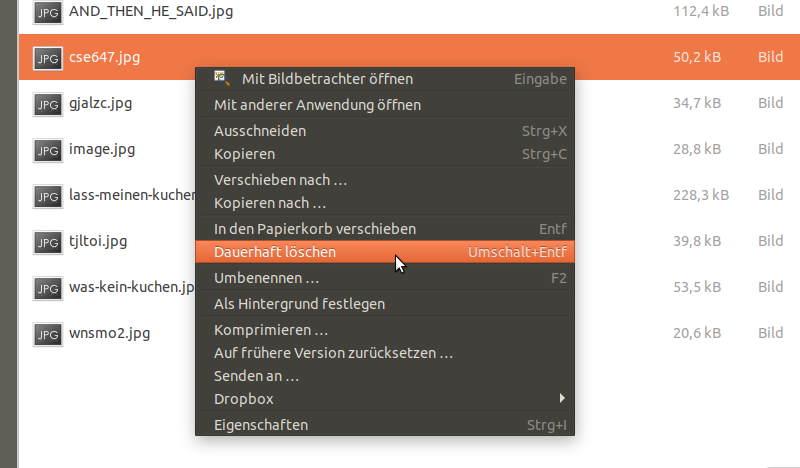 JPG AND_THEN_HE_SAID.jpg 112,4 kB Bild
JPG cse647.jpg 50,2 kB Bild
JPG gjalzc.jpg 34,7 kB Bild
JPG image.jpg 28,8 kB Bild
JPG lass-meinen-kuchen 228,3 kB Bild
JPG tjltoi.jpg 39,8 kB Bild
JPG was-kein-kuchen.jp 53,5 kB Bild
JPG wnsmo2.jpg 20,6 kB Bild
Mit Bildbetrachter öffnen Eingabe
Mit anderer Anwendung öffnen
Ausschneiden Strg+X
Kopieren Strg+C
Verschieben nach …
Kopieren nach …
In den Papierkorb verschieben Entf
Dauerhaft löschen Umschalt+Entf
Umbenennen … F2
Als Hintergrund festlegen
Komprimieren …
Auf frühere Version zurücksetzen …
Senden an …
Dropbox
Eigenschaften Strg+I